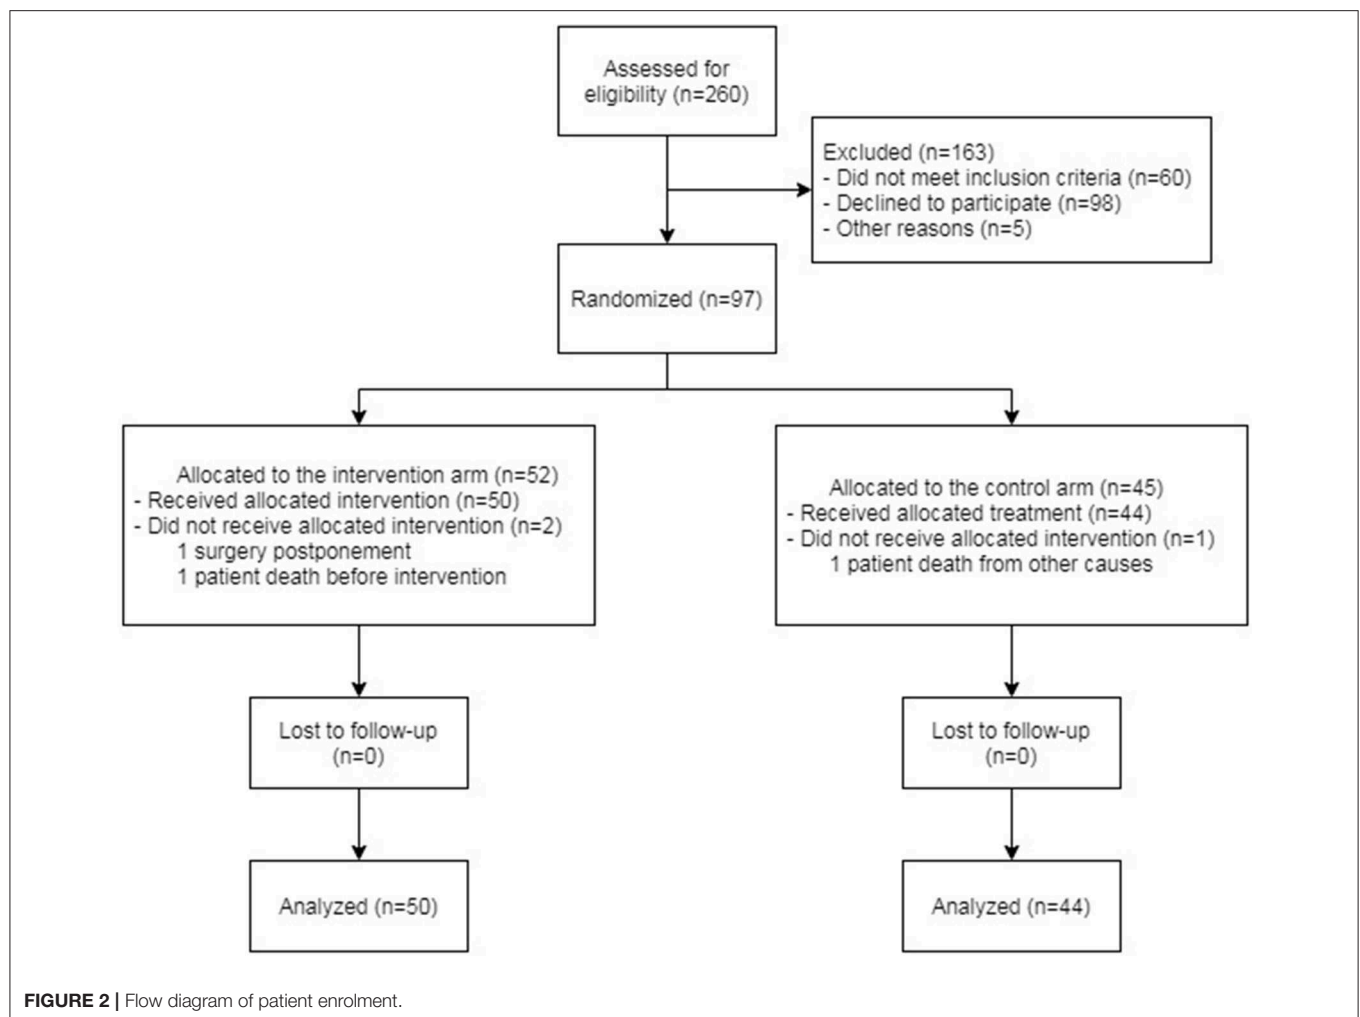 Assessed for
eligibility (n=260)
Excluded (n=163)
- Did not meet inclusion criteria (n=60)
- Declined to participate (n=98)
- Other reasons (n=5)
Randomized (n=97)
Allocated to the intervention arm (n=52)
- Received allocated intervention (n=50)
- Did not receive allocated intervention (n=2)
1 surgery postponement
1 patient death before intervention
Allocated to the control arm (n=45)
- Received allocated treatment (n=44)
- Did not receive allocated intervention (n=1)
1 patient death from other causes
Lost to follow-up
(n=0)
Lost to follow-up
(n=0)
Analyzed (n=50)
Analyzed (n=44)
FIGURE 2 | Flow diagram of patient enrolment.